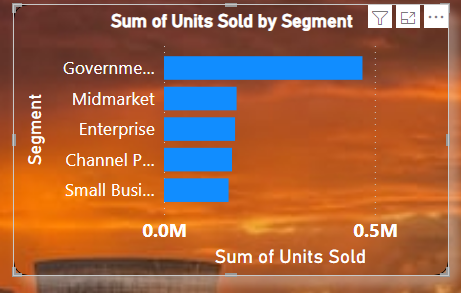 Sum of Units Sold by Segment
Segment
Governme...
Midmarket
Enterprise
Channel P...
Small Busi...
0.0M 0.5M
Sum of Units Sold